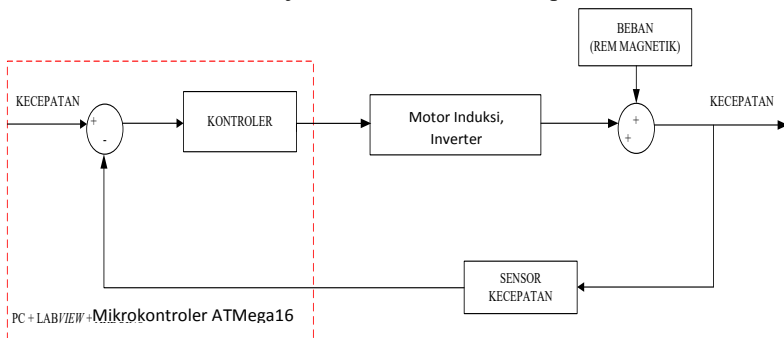 BEBAN
(REM MAGNETIK)
KECEPATAN
KONTROLER
Motor Induksi,
Inverter
KECEPATAN
+
-
+
+
SENSOR
KECEPATAN
PC + LABVIEW + Mikrokontroler ATMega16